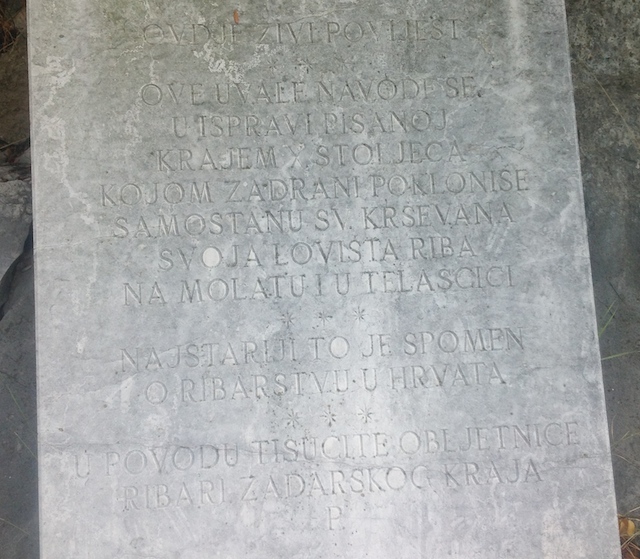 OVDJE ŽIVI POVIJEST
* * *
OVE UVALE NAVODE SE
U ISPRAVI PISANOJ
KRAJEM X STOLJEĆA
KOJOM ZADRANI POKLONIŠE
SAMOSTANU SV. KRŠEVANA
SVOJA LOVIŠTA RIBA
NA MOLATU I U TELAŠĆICI
* * *
NAJSTARIJI TO JE SPOMEN
O RIBARSTVU U HRVATA
* * *
U POVODU TISUĆITE OBLJETNICE
RIBARI ZADARSKOG KRAJA
P.